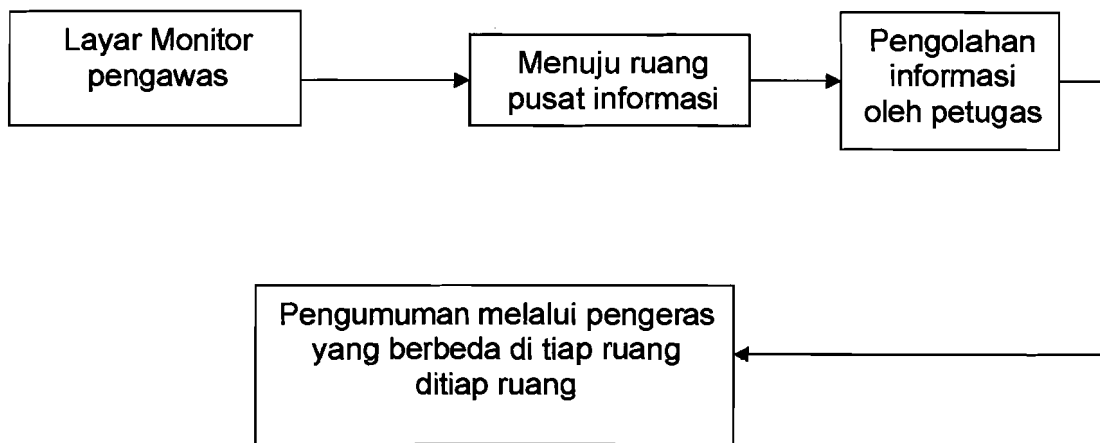 Layar Monitor
pengawas
Menuju ruang
pusat informasi
Pengolahan
informasi
oleh petugas
Pengumuman melalui pengeras
yang berbeda di tiap ruang
ditiap ruang